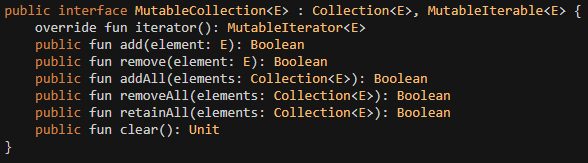 public interface MutableCollection<E> : Collection<E>, MutableIterable<E> {
override fun iterator(): MutableIterator<E>
public fun add(element: E): Boolean
public fun remove(element: E): Boolean
public fun addAll(elements: Collection<E>): Boolean
public fun removeAll(elements: Collection<E>): Boolean
public fun retainAll(elements: Collection<E>): Boolean
public fun clear(): Unit
}